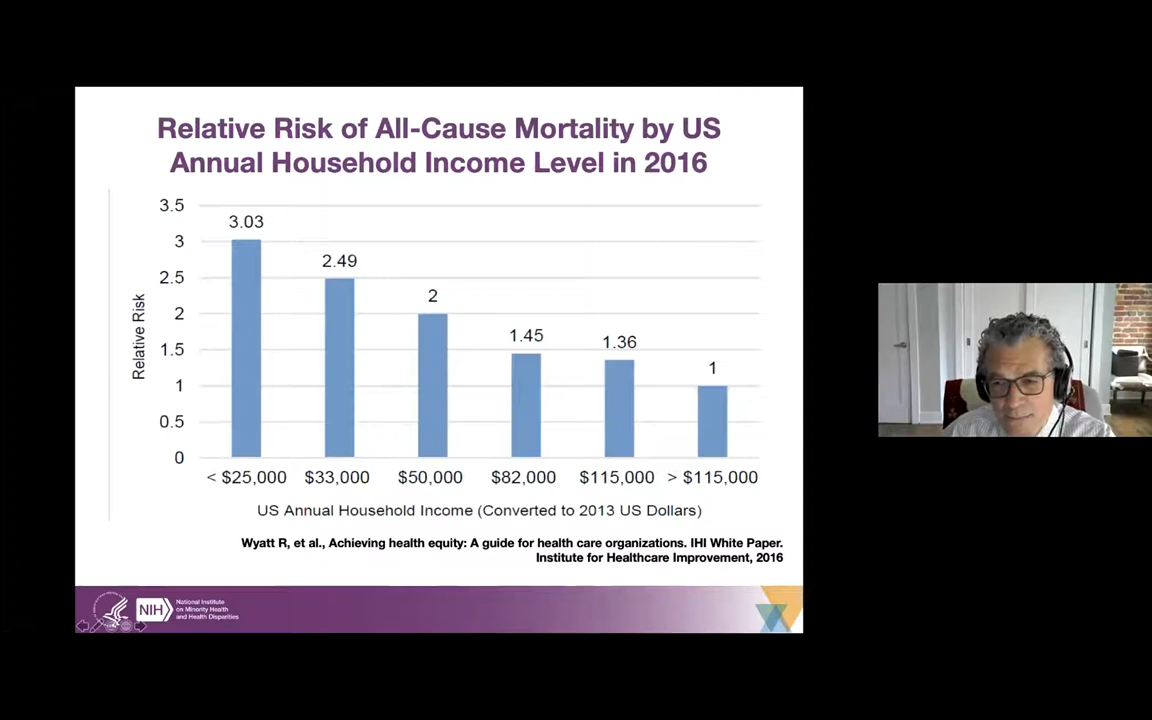 Relative Risk of All-Cause Mortality by US
Annual Household Income Level in 2016
3.5
3
2.5
2
1.5
1
0.5
0
Relative Risk
3.03
2.49
2
1.45
1.36
1
< $25,000 $33,000 $50,000 $82,000 $115,000 > $115,000
US Annual Household Income (Converted to 2013 US Dollars)
Wyatt R, et al., Achieving health equity: A guide for health care organizations. IHI White Paper.
Institute for Healthcare Improvement, 2016
NIH
National Institute
on Minority Health
and Health Disparities